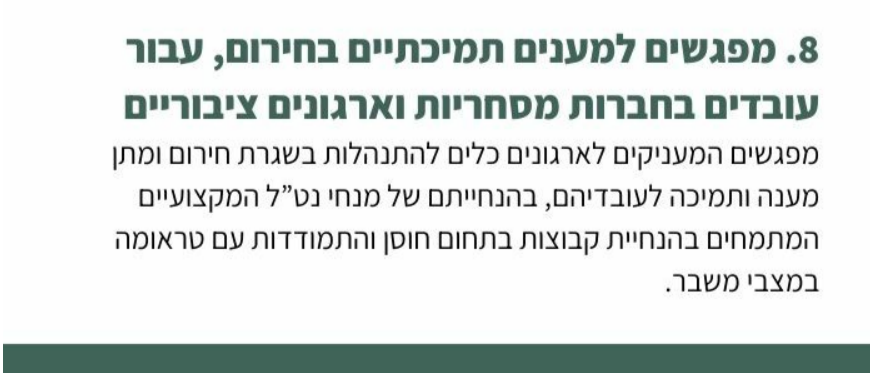 8. מפגשים למענים תמיכתיים בחירום, עבור
עובדים בחברות מסחריות וארגונים ציבוריים
מפגשים המעניקים לארגונים כלים להתנהלות בשגרת חירום ומתן
מענה ותמיכה לעובדיהם, בהנחייתם של מנחי נט”ל המקצועיים
המתמחים בהנחיית קבוצות בתחום חוסן והתמודדות עם טראומה
במצבי משבר.